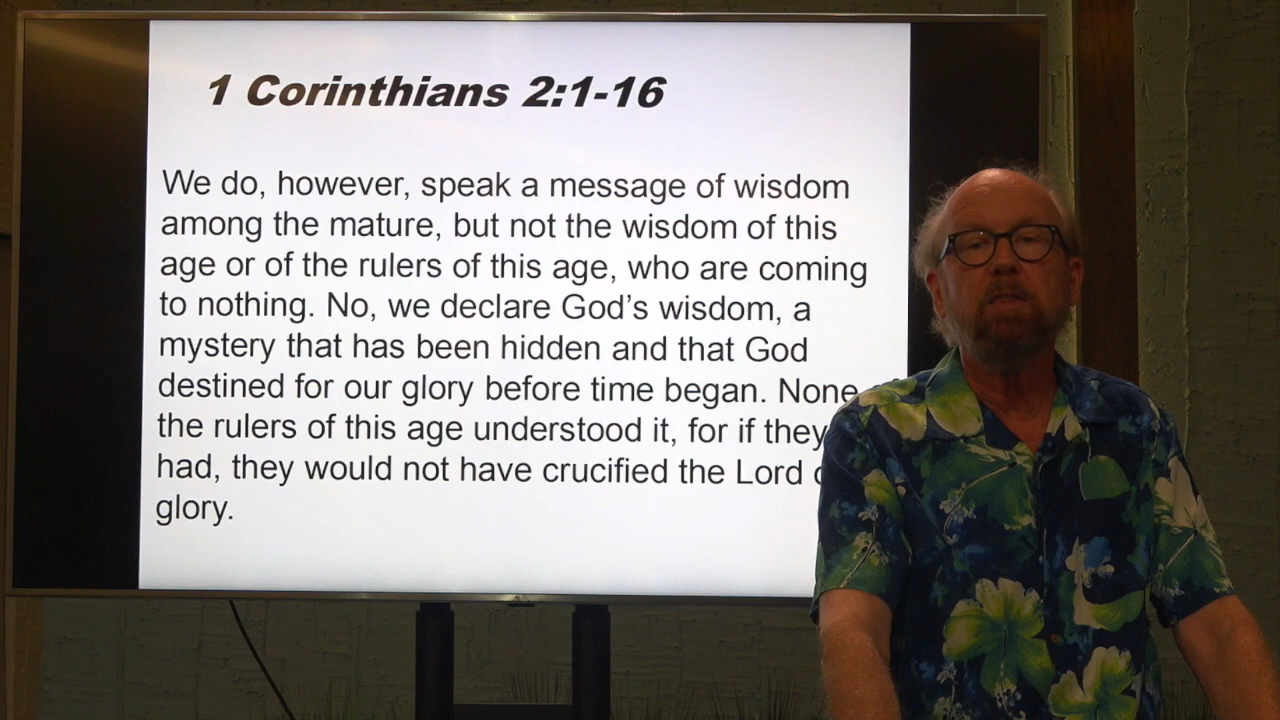 1 Corinthians 2:1-16
We do, however, speak a message of wisdom
among the mature, but not the wisdom of this
age or of the rulers of this age, who are coming
to nothing. No, we declare God’s wisdom, a
mystery that has been hidden and that God
destined for our glory before time began. None
the rulers of this age understood it, for if they
had, they would not have crucified the Lord
glory.